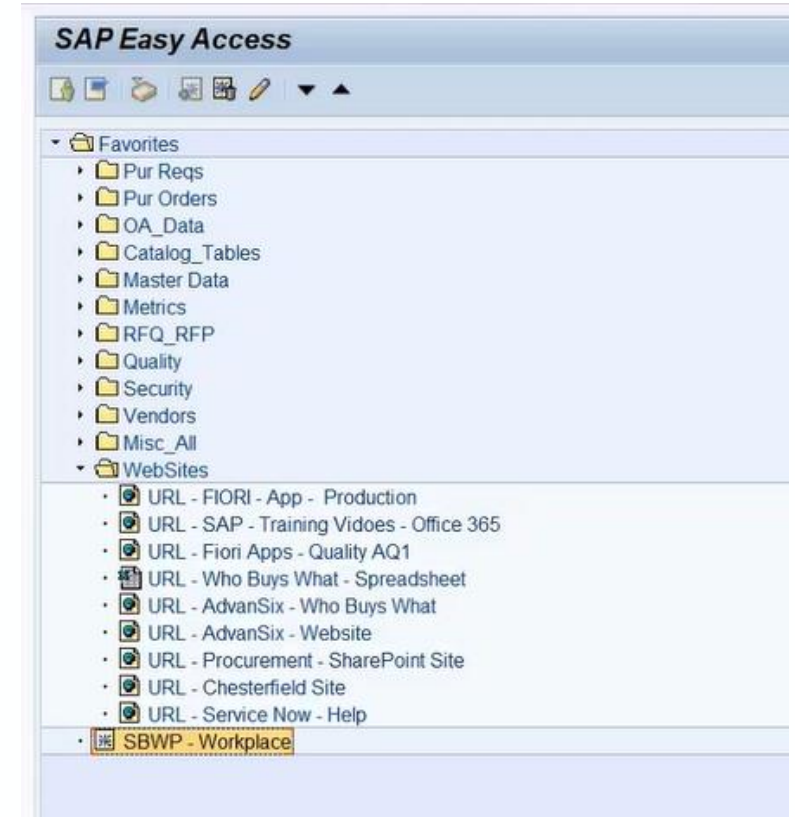 SAP Easy Access
Favorites
Pur Reqs
Pur Orders
OA_Data
Catalog_Tables
Master Data
Metrics
RFQ_RFP
Quality
Security
Vendors
Misc_All
WebSites
URL - FIORI - App - Production
URL - SAP - Training Vidoes - Office 365
URL - Fiori Apps - Quality AQ1
URL - Who Buys What - Spreadsheet
URL - AdvanSix - Who Buys What
URL - AdvanSix - Website
URL - Procurement - SharePoint Site
URL - Chesterfield Site
URL - Service Now - Help
SBWP - Workplace